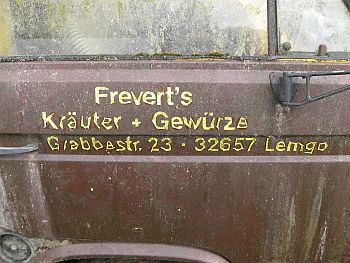 Frevert's
Kräuter + Gewürze
Grabbestr. 23 · 32657 Lemgo